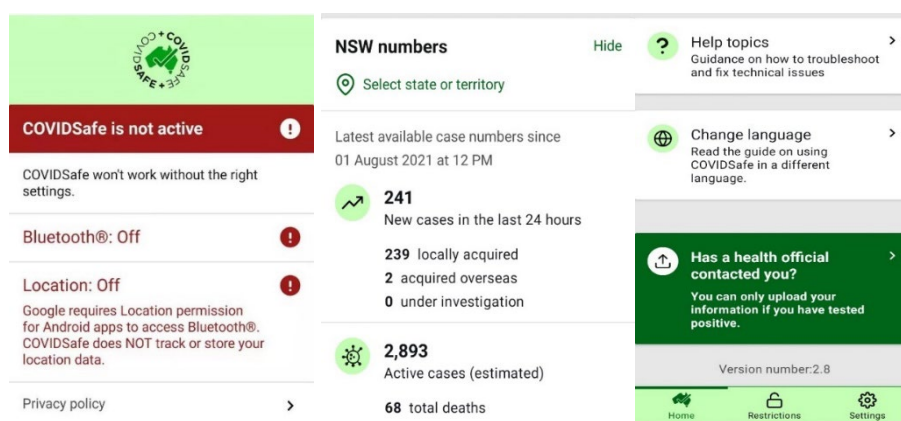 COVID SAFE + COVID SAFE +
COVIDSafe is not active
COVIDSafe won't work without the right
settings.
Bluetooth®: Off
Location: Off
Google requires Location permission
for Android apps to access Bluetooth®.
COVIDSafe does NOT track or store your
location data.
Privacy policy
NSW numbers
Hide
Select state or territory
Latest available case numbers since
01 August 2021 at 12 PM
241
New cases in the last 24 hours
239 locally acquired
2 acquired overseas
0 under investigation
2,893
Active cases (estimated)
68 total deaths
Help topics
Guidance on how to troubleshoot
and fix technical issues
Change language
Read the guide on using
COVIDSafe in a different
language.
Has a health official
contacted you?
You can only upload your
information if you have tested
positive.
Version number:2.8
Home
Restrictions
Settings